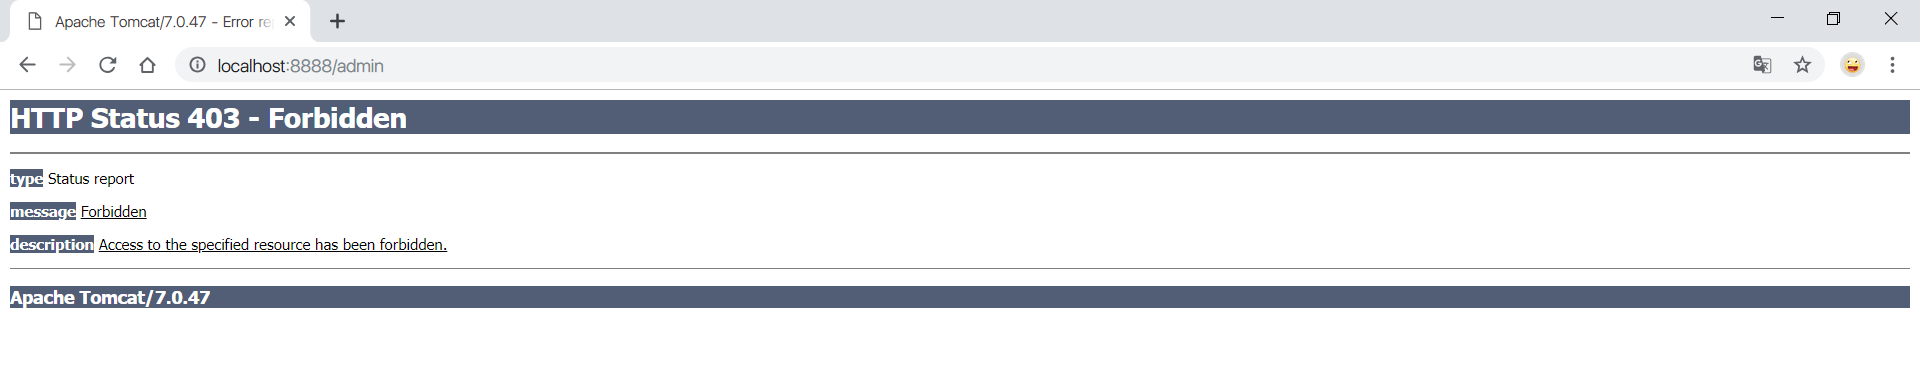 Apache Tomcat/7.0.47 - Error re
localhost:8888/admin
HTTP Status 403 - Forbidden
type Status report
message Forbidden
description Access to the specified resource has been forbidden.
Apache Tomcat/7.0.47